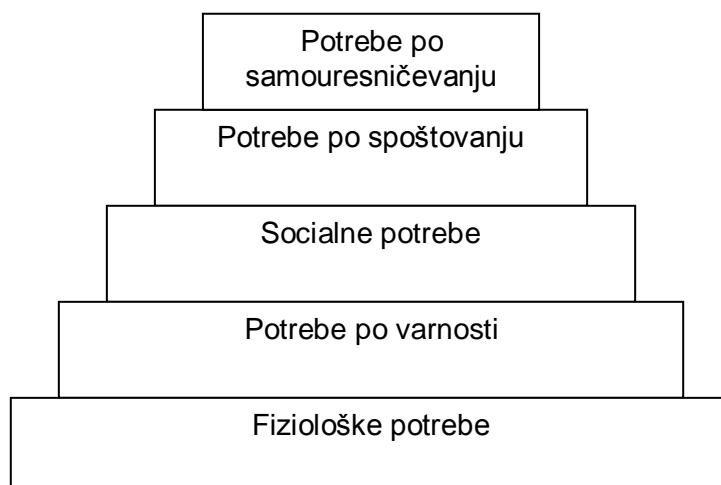 Potrebe po
samouresničevanju
Potrebe po spoštovanju
Socialne potrebe
Potrebe po varnosti
Fiziološke potrebe